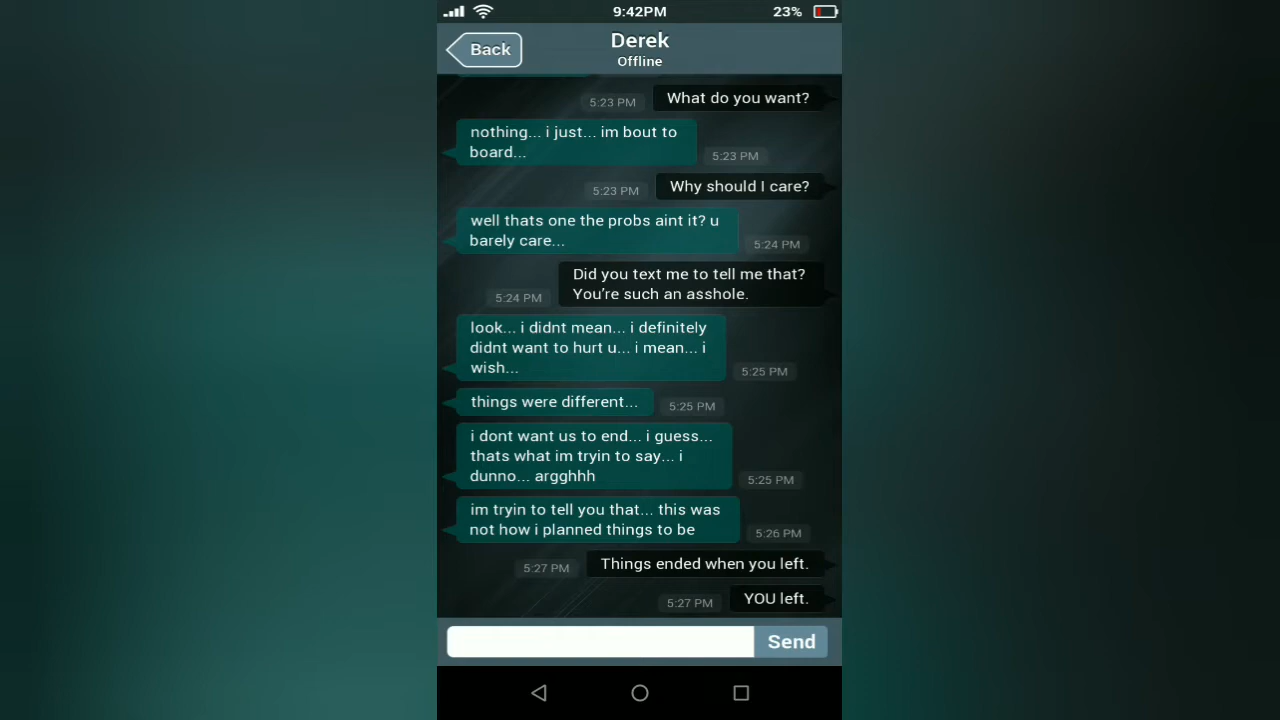 9:42PM
23%
Back
Derek
Offline
What do you want?
5:23 PM
nothing... i just... im bout to
board...
5:23 PM
Why should I care?
5:23 PM
well thats one the probs aint it? u
barely care...
5:24 PM
Did you text me to tell me that?
You're such an asshole.
5:24 PM
look... i didnt mean... i definitely
didnt want to hurt u... i mean... i
wish...
5:25 PM
things were different...
5:25 PM
i dont want us to end... i guess...
thats what im tryin to say... i
dunno... argghhh
5:25 PM
im tryin to tell you that... this was
not how i planned things to be
5:26 PM
Things ended when you left.
5:27 PM
YOU left.
5:27 PM
Send